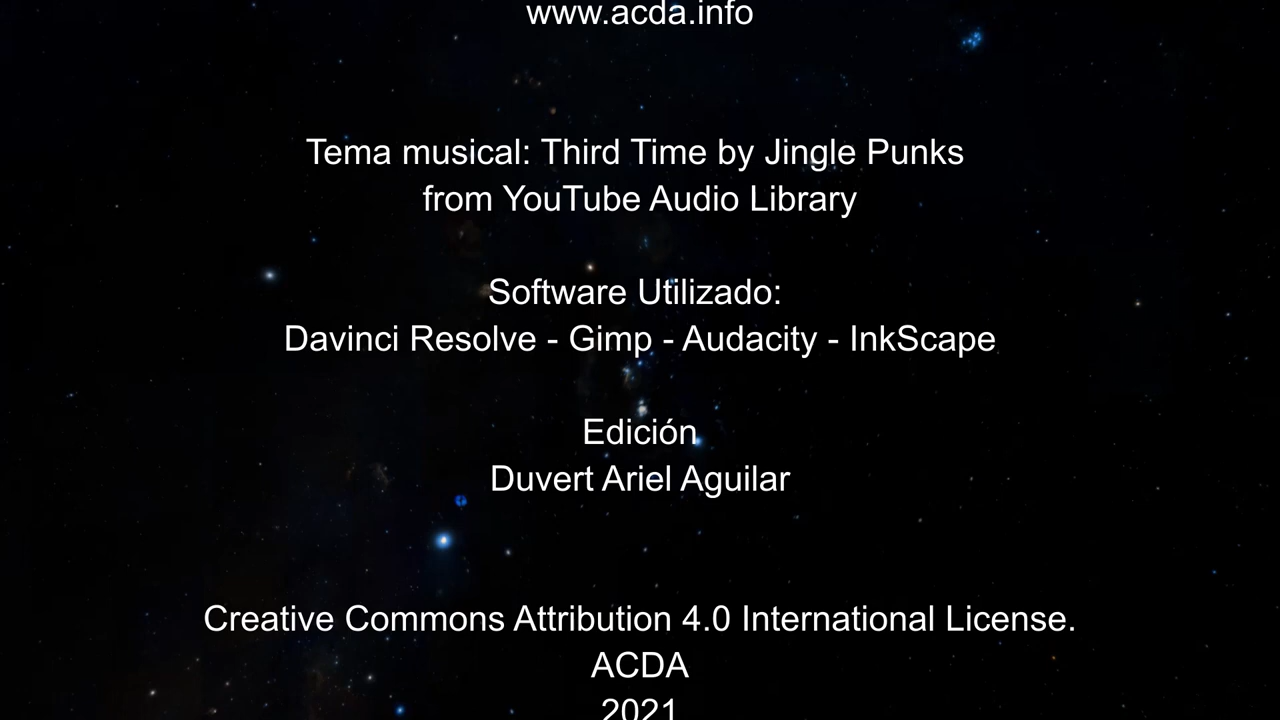 www.acda.info
Tema musical: Third Time by Jingle Punks
from YouTube Audio Library
Software Utilizado:
Davinci Resolve - Gimp - Audacity - InkScape
Edición
Duvert Ariel Aguilar
Creative Commons Attribution 4.0 International License.
ACDA
2021